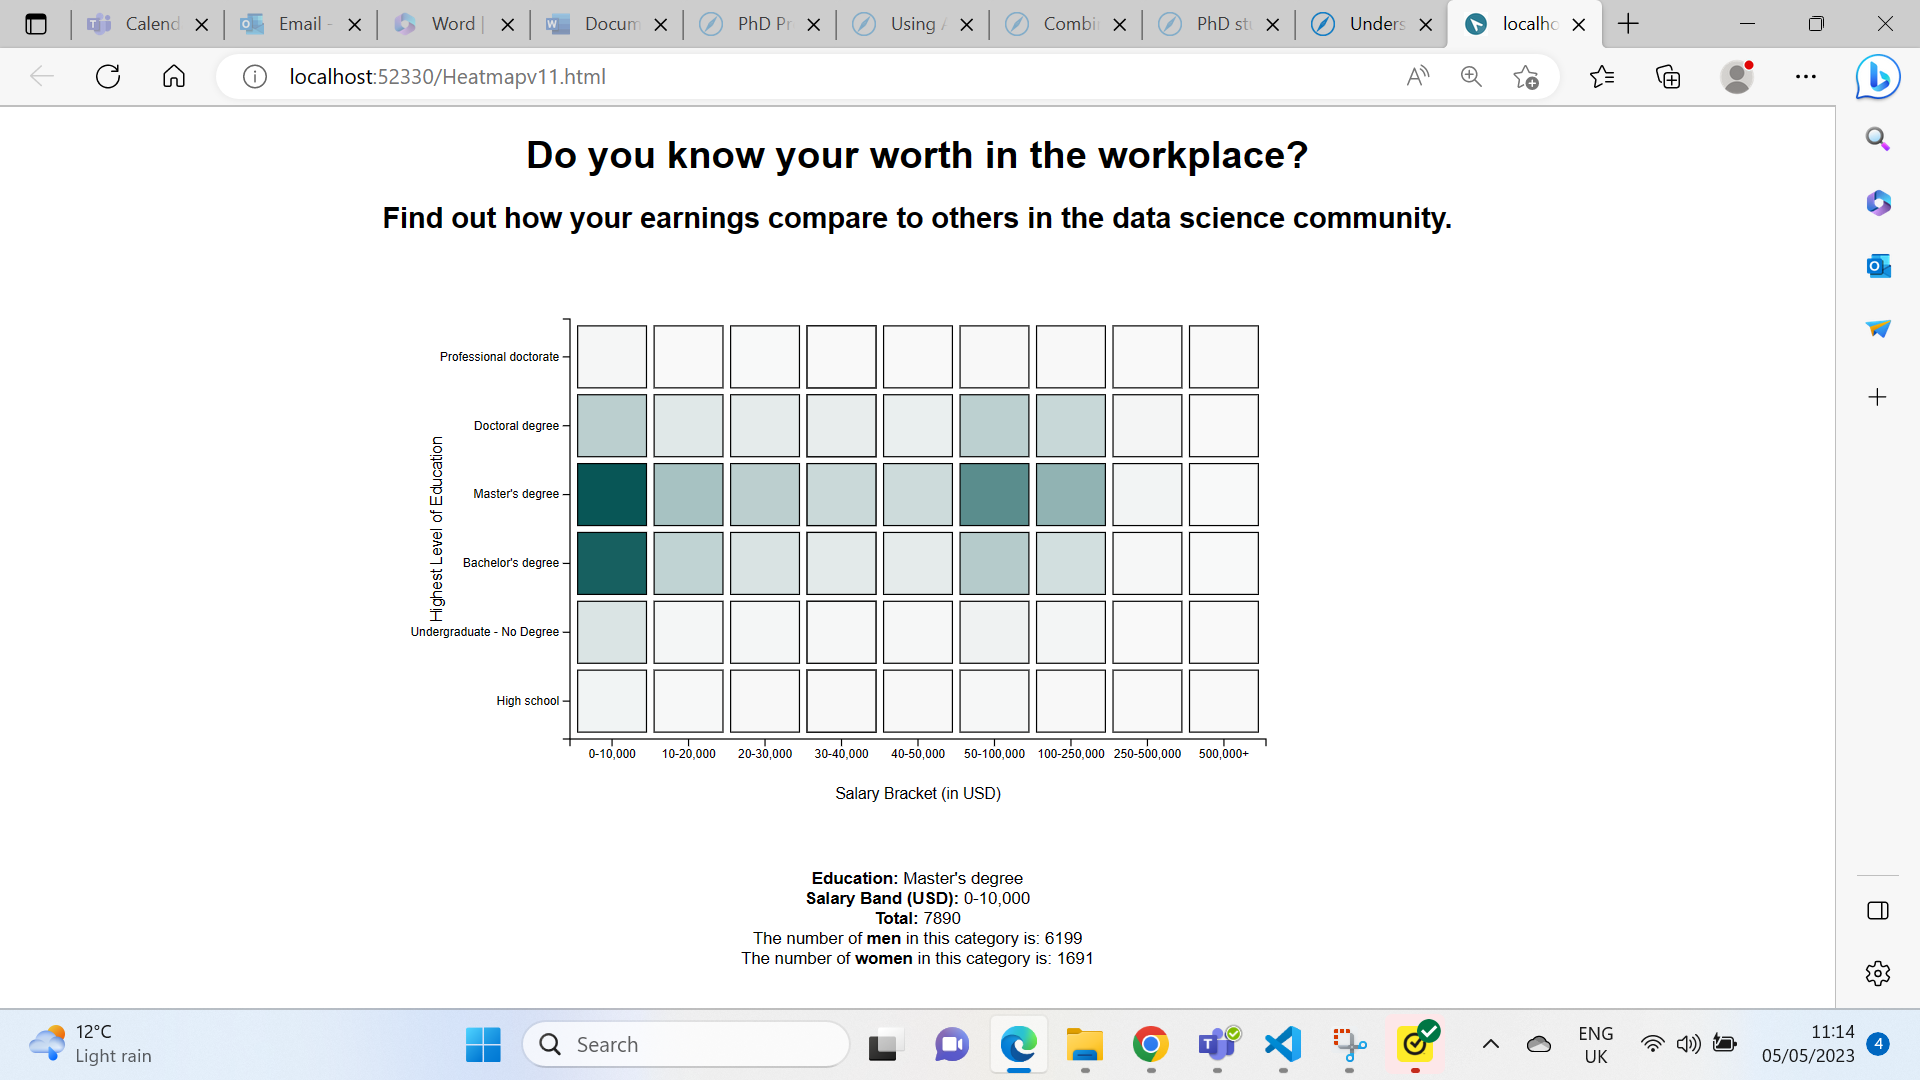 Calend
Email -
Word |
Docum
PhD Pr
Using A
Combi
PhD stu
Unders
localho
localhost:52330/Heatmapv11.html
Do you know your worth in the workplace?
Find out how your earnings compare to others in the data science community.
Highest Level of Education
Professional doctorate
Doctoral degree
Master's degree
Bachelor's degree
Undergraduate - No Degree
High school
0-10,000 10-20,000 20-30,000 30-40,000 40-50,000 50-100,000 100-250,000 250-500,000 500,000+
Salary Bracket (in USD)
Education: Master's degree
Salary Band (USD): 0-10,000
Total: 7890
The number of men in this category is: 6199
The number of women in this category is: 1691
12°C
Light rain
Search
ENG
UK
11:14
05/05/2023
4